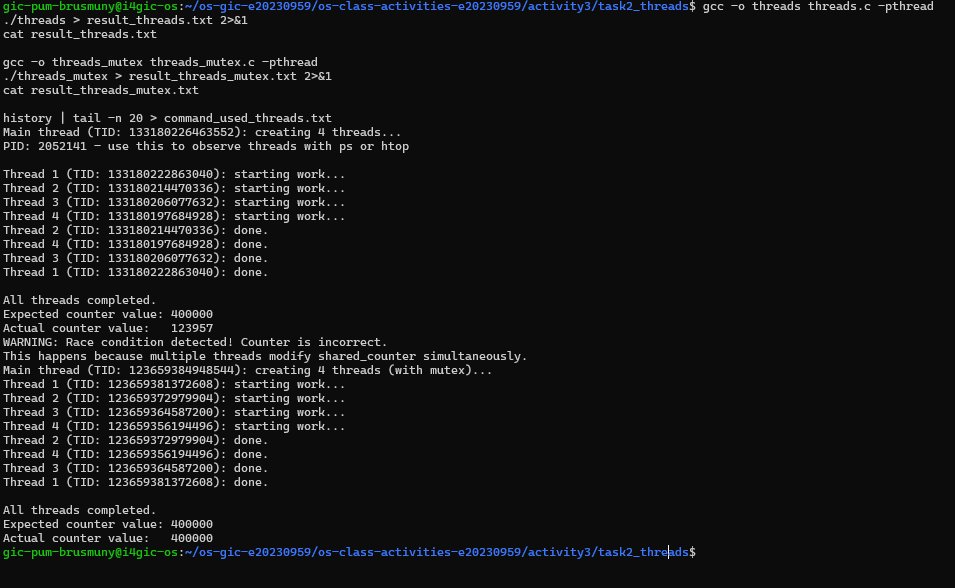 gic-pum-brusmuny@i4gic-os:~/os-gic-e20230959/os-class-activities-e20230959/activity3/task2_threads$ gcc -o threads threads.c -pthread
./threads > result_threads.txt 2>&1
cat result_threads.txt

gcc -o threads_mutex threads_mutex.c -pthread
./threads_mutex > result_threads_mutex.txt 2>&1
cat result_threads_mutex.txt

history | tail -n 20 > command_used_threads.txt
Main thread (TID: 133180226463552): creating 4 threads...
PID: 2052141 - use this to observe threads with ps or htop

Thread 1 (TID: 133180222863040): starting work...
Thread 2 (TID: 133180214470336): starting work...
Thread 3 (TID: 133180206077632): starting work...
Thread 4 (TID: 133180197684928): starting work...
Thread 2 (TID: 133180214470336): done.
Thread 4 (TID: 133180197684928): done.
Thread 3 (TID: 133180206077632): done.
Thread 1 (TID: 133180222863040): done.

All threads completed.
Expected counter value: 400000
Actual counter value:   123957
WARNING: Race condition detected! Counter is incorrect.
This happens because multiple threads modify shared_counter simultaneously.
Main thread (TID: 123659384948544): creating 4 threads (with mutex)...
Thread 1 (TID: 123659381372608): starting work...
Thread 2 (TID: 123659372979904): starting work...
Thread 3 (TID: 123659364587200): starting work...
Thread 4 (TID: 123659356194496): starting work...
Thread 2 (TID: 123659372979904): done.
Thread 4 (TID: 123659356194496): done.
Thread 3 (TID: 123659364587200): done.
Thread 1 (TID: 123659381372608): done.

All threads completed.
Expected counter value: 400000
Actual counter value:   400000
gic-pum-brusmuny@i4gic-os:~/os-gic-e20230959/os-class-activities-e20230959/activity3/task2_threads$